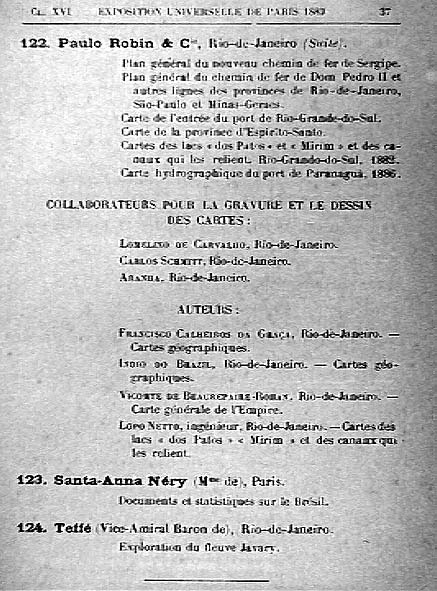 Cl. XVI EXPOSITION UNIVERSELLE DE PARIS 1889 37
122. Paulo Robin & Cie, Rio-de-Janeiro (Suite).
Plan général du nouveau chemin de fer de Sergipe.
Plan général du chemin de fer de Dom Pedro II et
autres lignes des provinces de Rio-de-Janeiro,
São-Paulo et Minas-Geraes.
Carte de l'entrée du port de Rio-Grande-do-Sul.
Carte de la province d'Espirito-Santo.
Cartes des lacs « dos Patos » et « Mirim » et des ca-
naux qui les relient. Rio-Grande-do-Sul, 1882.
Carte hydrographique du port de Paranaguá, 1886.
COLLABORATEURS POUR LA GRAVURE ET LE DESSIN
DES CARTES :
Lomelino de Carvalho, Rio-de-Janeiro.
Carlos Schmitt, Rio-de-Janeiro.
Aranha, Rio-de-Janeiro.
AUTEURS :
Francisco Calheiros da Graça, Rio-de-Janeiro. —
Cartes géographiques.
Indio do Brazil, Rio-de-Janeiro. — Cartes géo-
graphiques.
Vicomte de Beaurepaire-Rohan, Rio-de-Janeiro. —
Carte générale de l'Empire.
Lopo Netto, ingénieur, Rio-de-Janeiro. — Cartes des
lacs « dos Patos » « Mirim » et des canaux qui
les relient.
123. Santa-Anna Néry (Mme de), Paris.
Documents et statistiques sur le Brésil.
124. Teffé (Vice-Amiral Baron de), Rio-de-Janeiro.
Exploration du fleuve Javary.